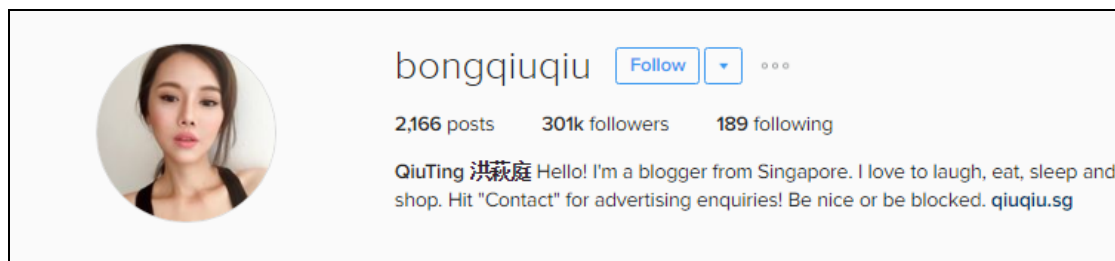 bongqiuqiu Follow
2,166 posts 301k followers 189 following
QiuTing 洪萩庭 Hello! I'm a blogger from Singapore. I love to laugh, eat, sleep and
shop. Hit "Contact" for advertising enquiries! Be nice or be blocked. qiuqiu.sg